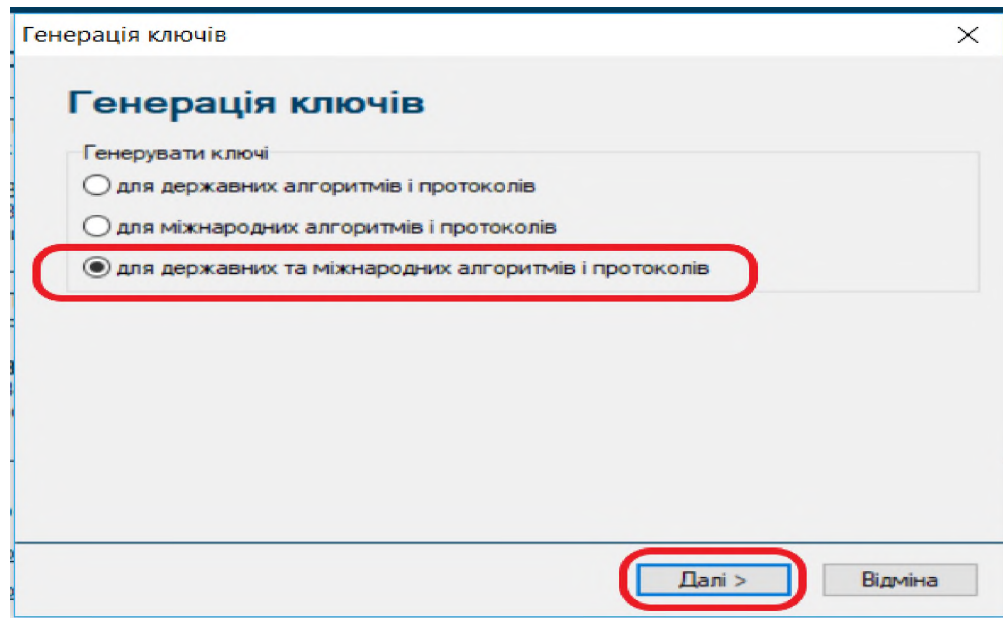 Генерація ключів
Генерація ключів
Генерувати ключі
для державних алгоритмів і протоколів
для міжнародних алгоритмів і протоколів
для державних та міжнародних алгоритмів і протоколів
Далі >
Відміна